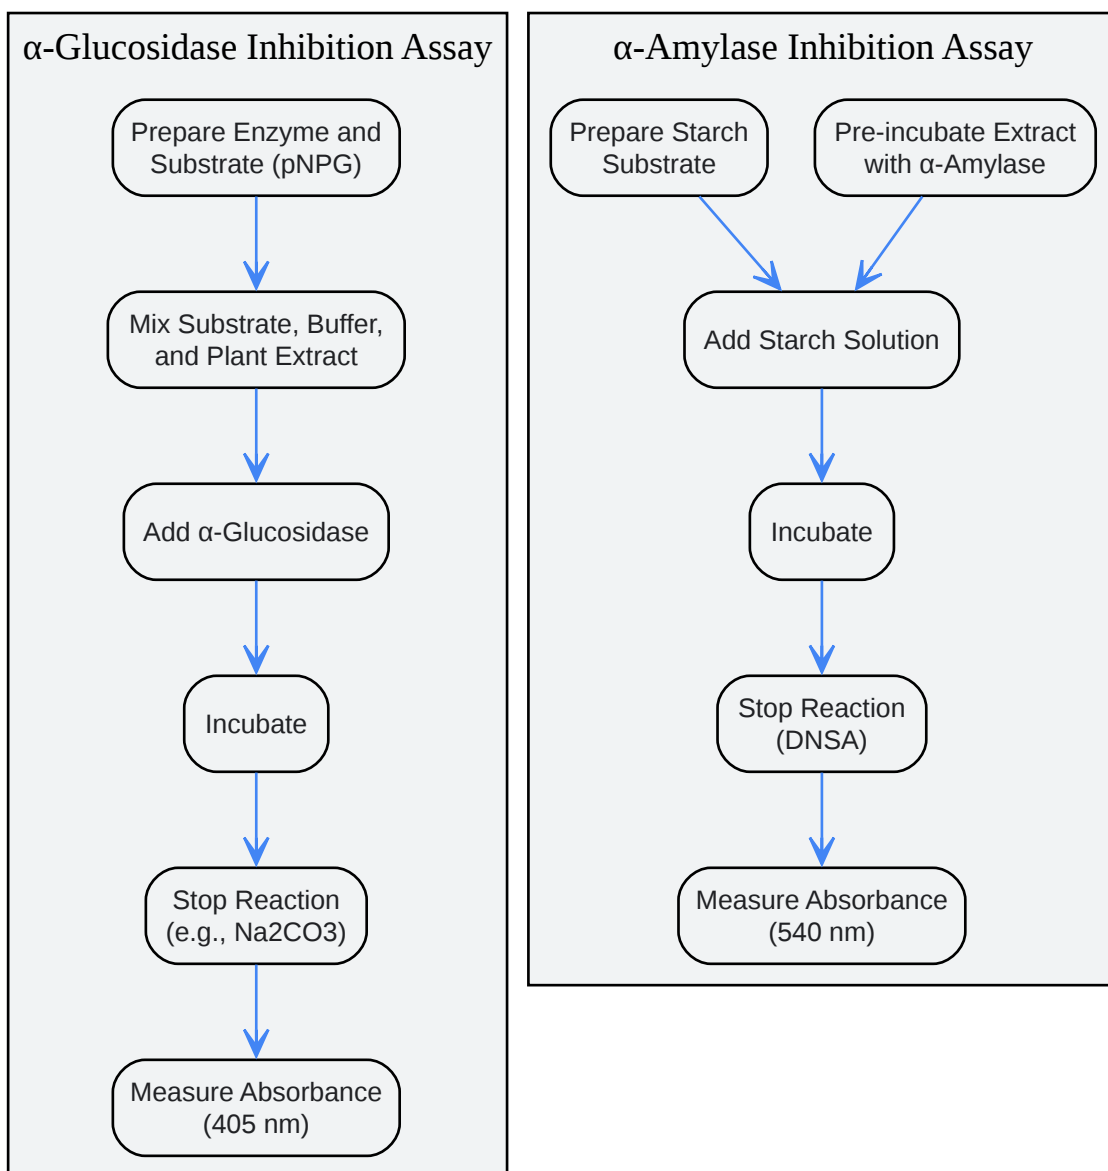 α-Glucosidase Inhibition Assay
Prepare Enzyme and
Substrate (pNPG)
Mix Substrate, Buffer,
and Plant Extract
Add α-Glucosidase
Incubate
Stop Reaction
(e.g., Na2CO3)
Measure Absorbance
(405 nm)
α-Amylase Inhibition Assay
Prepare Starch
Substrate
Pre-incubate Extract
with α-Amylase
Add Starch Solution
Incubate
Stop Reaction
(DNSA)
Measure Absorbance
(540 nm)